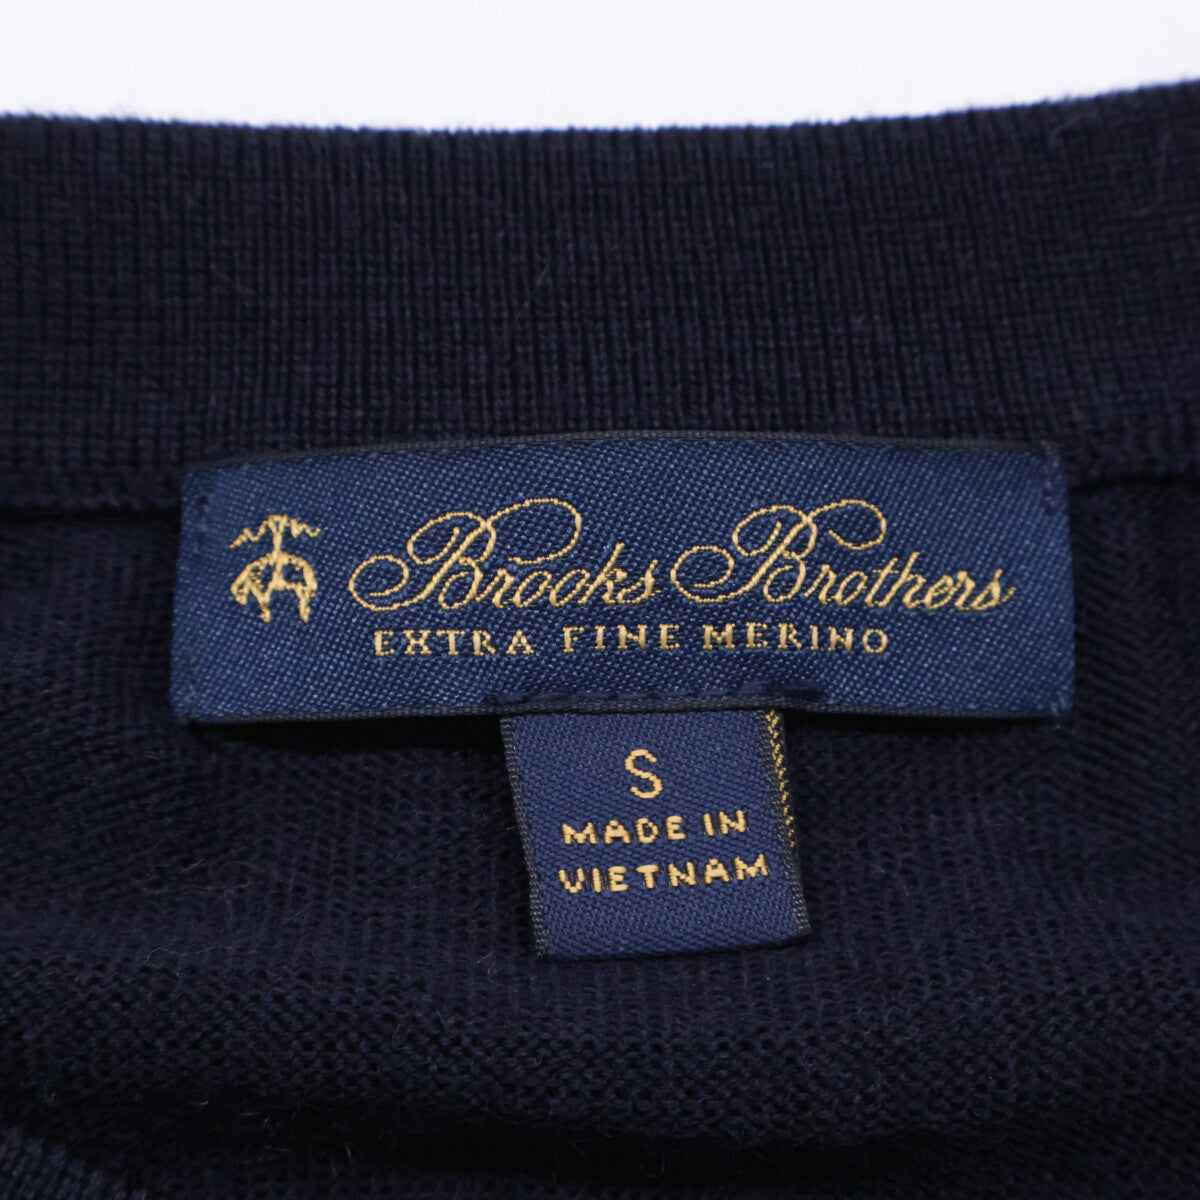 Brooks Brothers
EXTRA FINE MERINO
S
MADE IN
VIETNAM